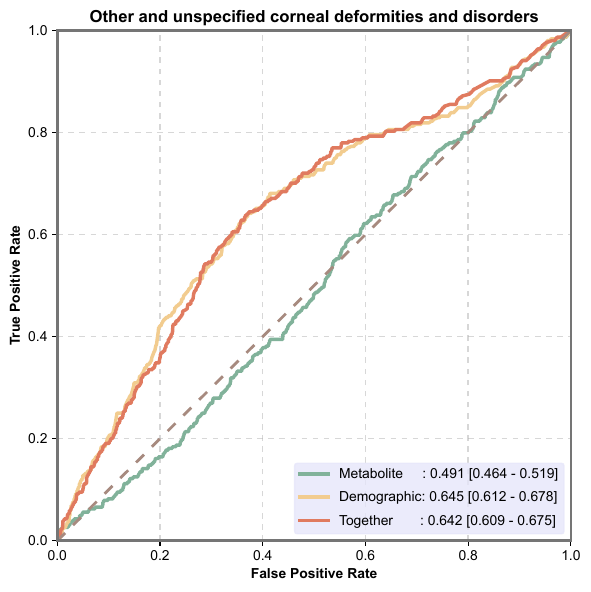 Other and unspecified corneal deformities and disorders
True Positive Rate
1.0
0.8
0.6
0.4
0.2
0.0
Metabolite : 0.491 [0.464 - 0.519]
Demographic: 0.645 [0.612 - 0.678]
Together : 0.642 [0.609 - 0.675]
0.0 0.2 0.4 0.6 0.8 1.0
False Positive Rate